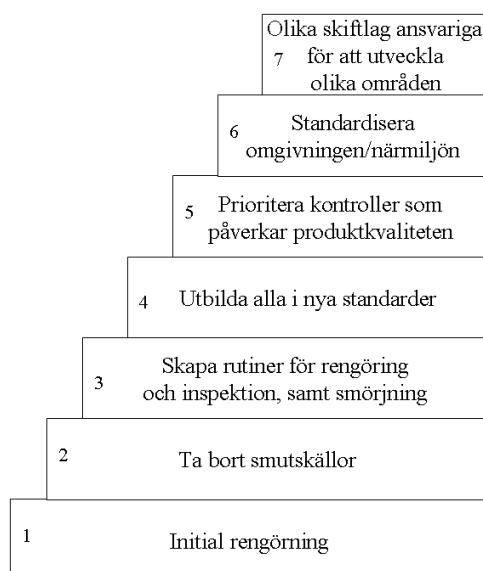 Olika skiftlag ansvariga
7 för att utveckla
olika områden
6 Standardisera
omgivningen/närmiljön
5 Prioritera kontroller som
påverkar produktkvaliteten
4 Utbilda alla i nya standarder
3 Skapa rutiner för rengöring
och inspektion, samt smörjning
2 Ta bort smutskällor
1 Initial rengörning